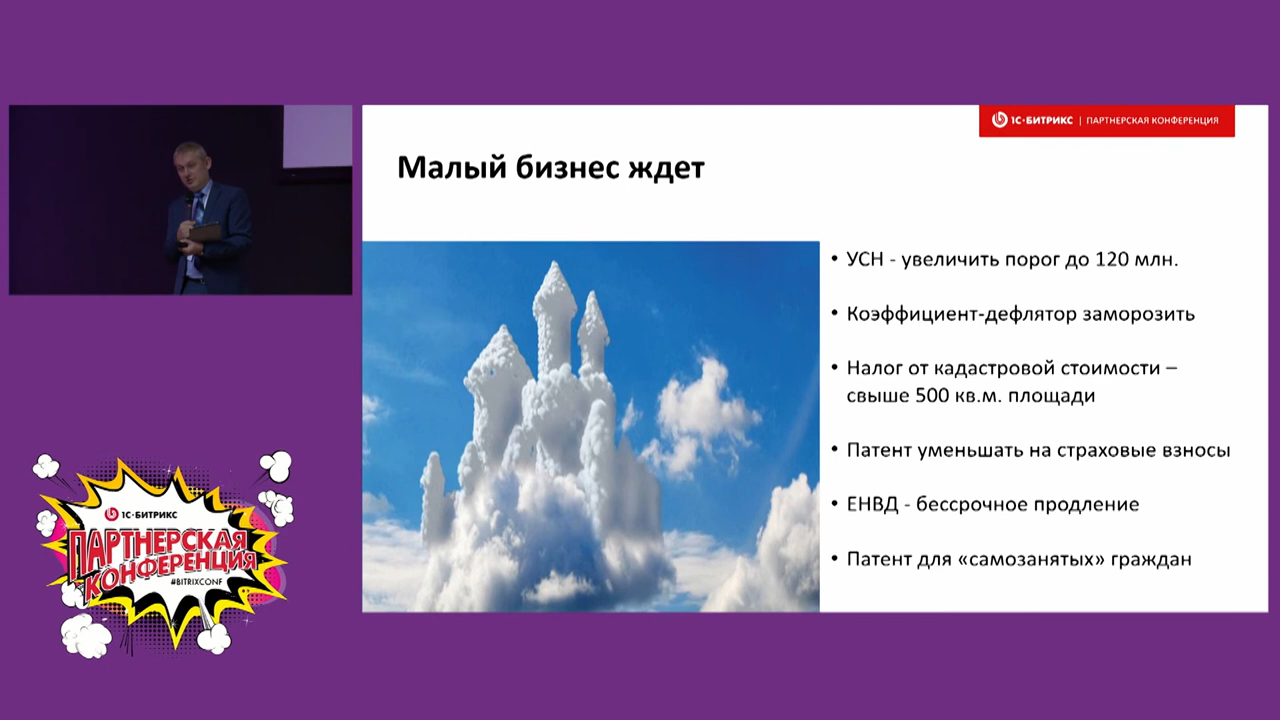 1С-БИТРИКС | ПАРТНЕРСКАЯ КОНФЕРЕНЦИЯ
Малый бизнес ждет
• УСН - увеличить порог до 120 млн.
• Коэффициент-дефлятор заморозить
• Налог от кадастровой стоимости –
свыше 500 кв.м. площади
• Патент уменьшать на страховые взносы
• ЕНВД - бессрочное продление
• Патент для «самозанятых» граждан
1С-БИТРИКС
ПАРТНЕРСКАЯ
КОНФЕРЕНЦИЯ
#BITRIXCONF